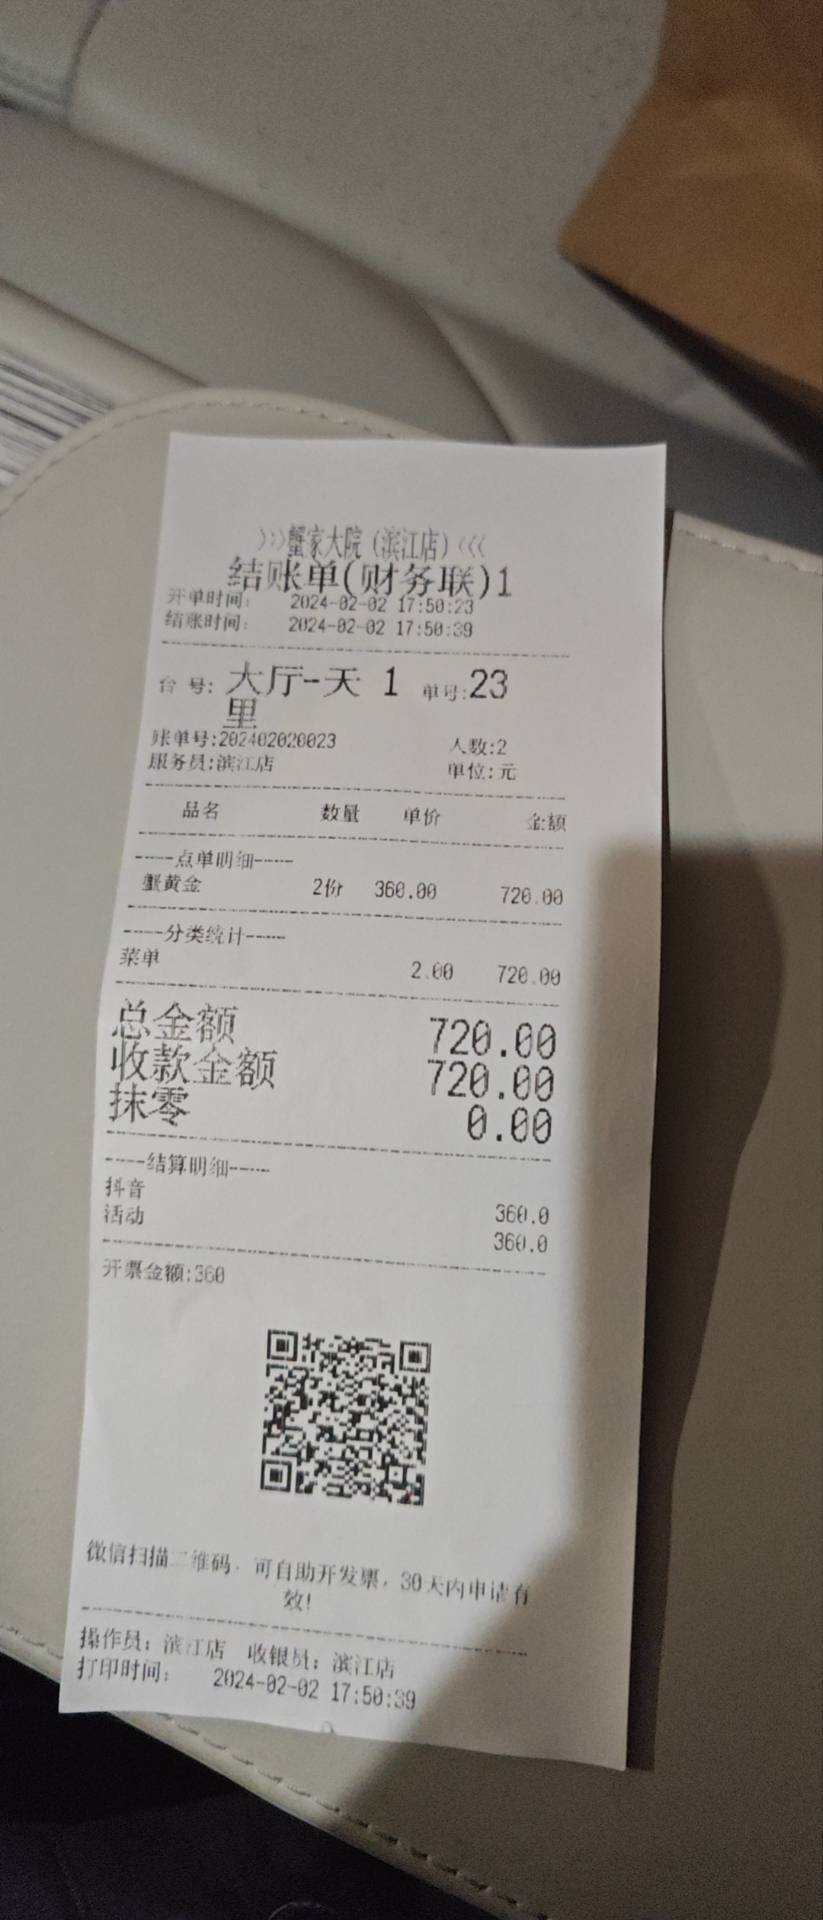 >>>蟹家大院（滨江店）<<<
结账单(财务联)1
开单时间: 2024-02-02 17:50:23
结账时间: 2024-02-02 17:50:39
台 号: 大厅-天 1 单号:23
里
账单号:202402020023 人数:2
服务员:滨江店 单位:元
品名 数量 单价 金额
-----点单明细-----
蟹黄金 2份 360.00 720.00
-----分类统计-----
菜单 2.00 720.00
总金额 720.00
收款金额 720.00
抹零 0.00
-----结算明细-----
抖音 360.0
活动 360.0
开票金额:360
微信扫描二维码，可自助开发票，30天内申请有
效!
操作员: 滨江店 收银员: 滨江店
打印时间: 2024-02-02 17:50:39